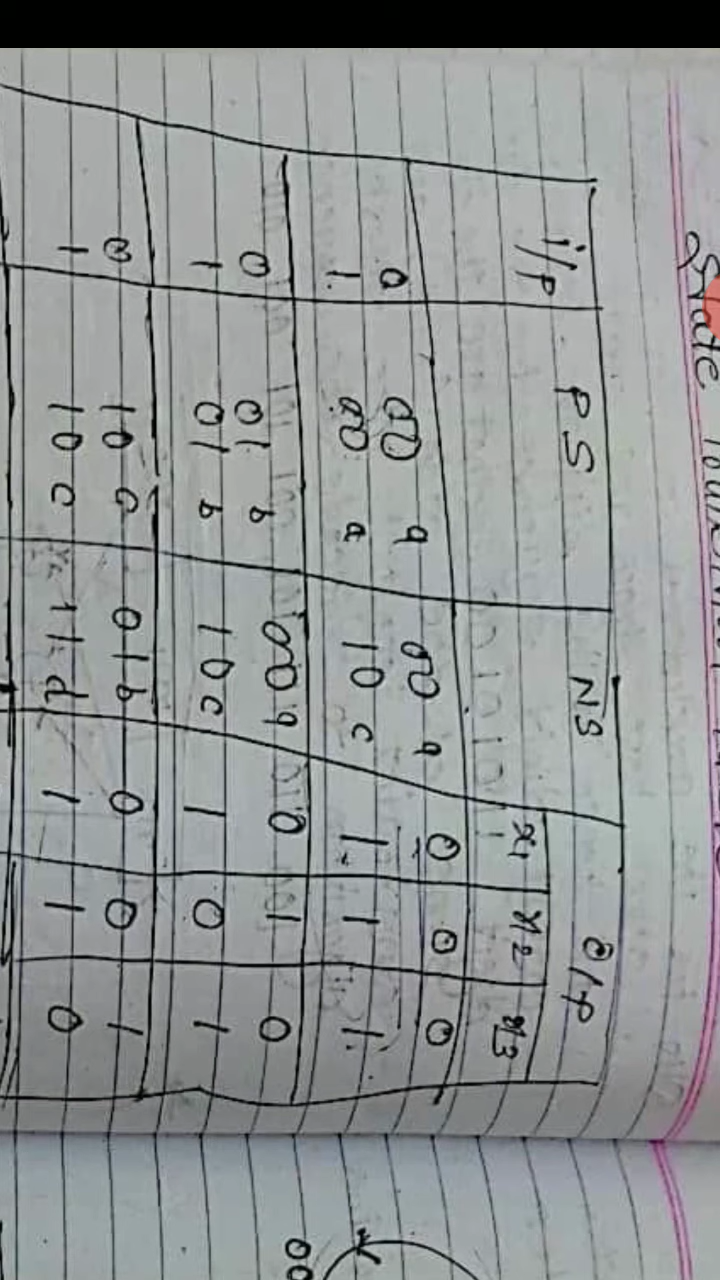 State
i/p PS NS o/p
x1 x2 x3
0 00 a 00 a 0 0 0
1 00 a 10 c 1 1 1
0 01 b 00 a 0 1 0
1 01 b 10 c 1 0 1
0 10 c 01 b 0 0 1
1 10 c 11 d 1 1 0
00